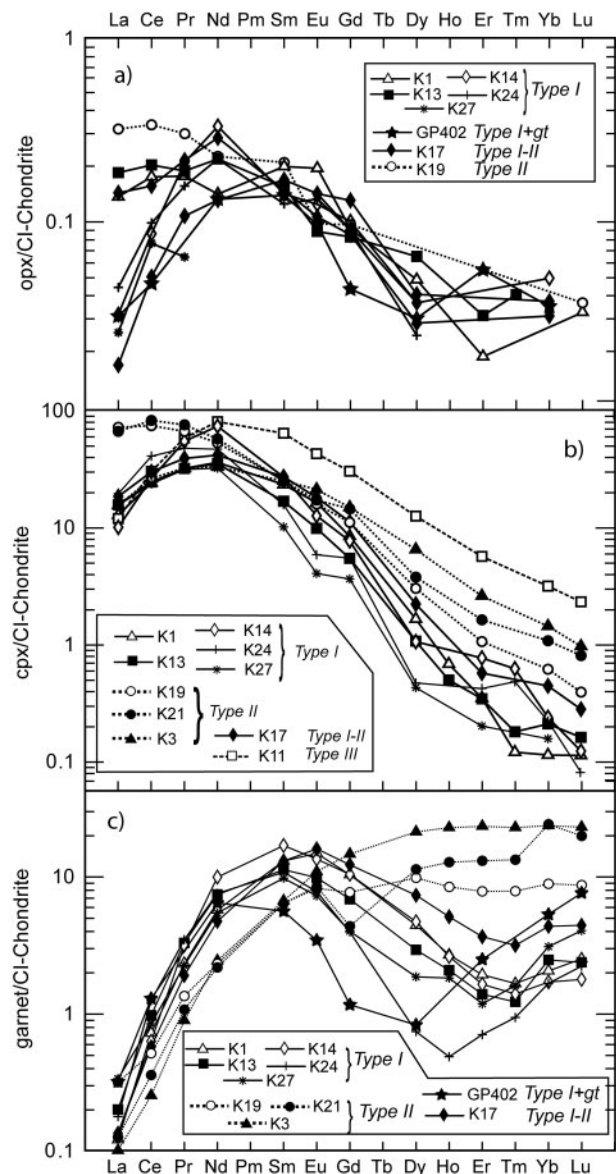 La Ce Pr Nd Pm Sm Eu Gd Tb Dy Ho Er Tm Yb Lu
1
a)
K1 K14
K13 K24 Type I
K27
GP402 Type I+gt
K17 Type I-II
K19 Type II
0.1
opx/CI-Chondrite
100
b)
10
cpx/CI-Chondrite
1
K1 K14
K24 Type I
K13 K27
K19
K21 Type II
K3
K17 Type I-II
K11 Type III
0.1
c)
10
garnet/CI-Chondrite
1
K1 K14
K13 K24 Type I
K27
K19 K21 Type II
K3
GP402 Type I+gt
K17 Type I-II
0.1
La Ce Pr Nd Pm Sm Eu Gd Tb Dy Ho Er Tm Yb Lu